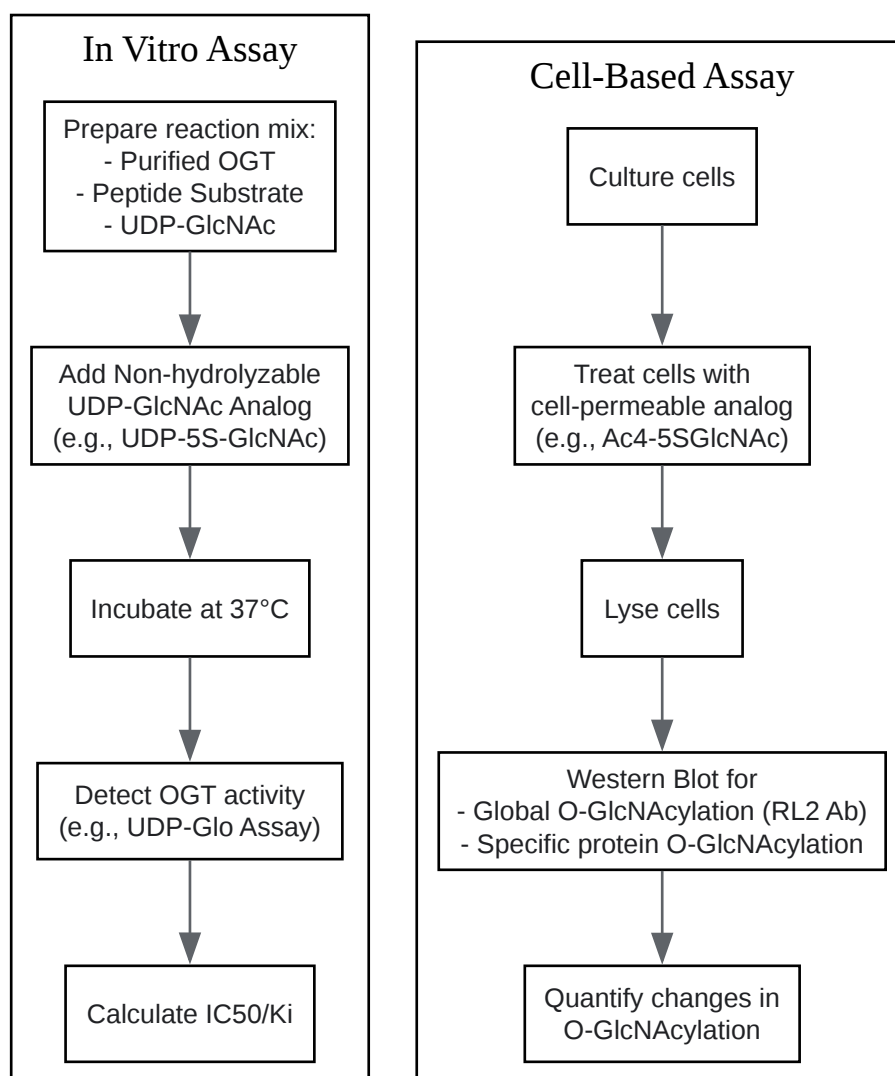 In Vitro Assay
Prepare reaction mix:
- Purified OGT
- Peptide Substrate
- UDP-GlcNAc
Add Non-hydrolyzable
UDP-GlcNAc Analog
(e.g., UDP-5S-GlcNAc)
Incubate at 37°C
Detect OGT activity
(e.g., UDP-Glo Assay)
Calculate IC50/Ki
Cell-Based Assay
Culture cells
Treat cells with
cell-permeable analog
(e.g., Ac4-5SGlcNAc)
Lyse cells
Western Blot for
- Global O-GlcNAcylation (RL2 Ab)
- Specific protein O-GlcNAcylation
Quantify changes in
O-GlcNAcylation